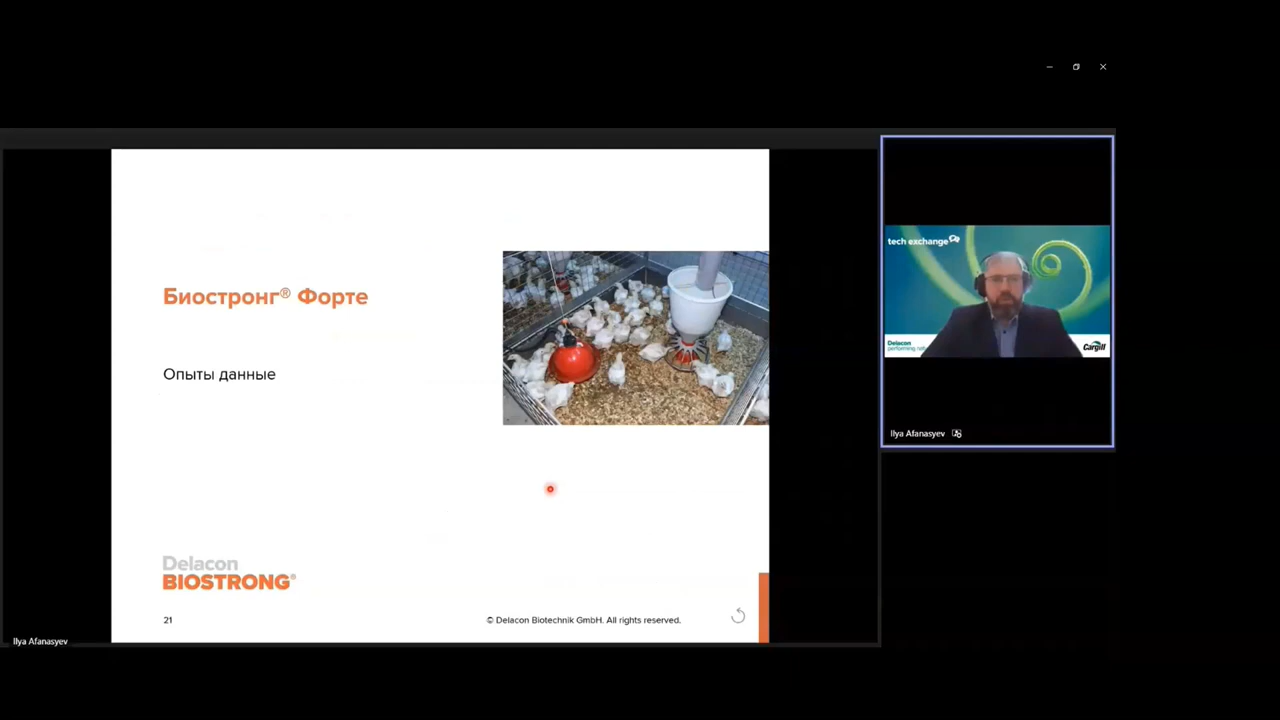 Биостронг® Форте
Опыты данные
Delacon
BIOSTRONG®
21
© Delacon Biotechnik GmbH. All rights reserved.
Ilya Afanasyev
tech exchange
Delacon
performing
Cargill
Ilya Afanasyev